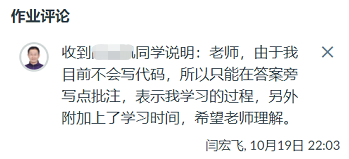 作业评论
收到同学说明：老师，由于我
目前不会写代码，所以只能在答案旁
写点批注，表示我学习的过程，另外
附加上了学习时间，希望老师理解。
闫宏飞, 10月19日 22:03